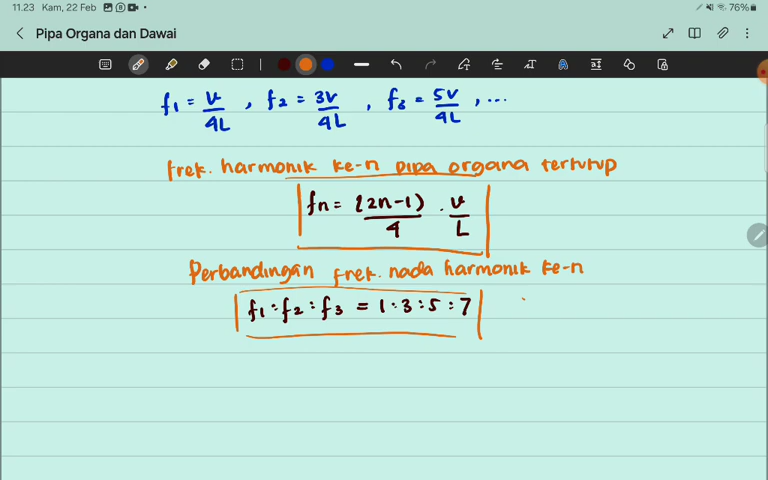 11.23 Kam, 22 Feb 76%
Pipa Organa dan Dawai
f₁ = v/4L , f₂ = 3v/4L , f₃ = 5v/4L , ...
frek. harmonik ke-n pipa organa tertutup
fn = (2n-1)/4 . v/L
Perbandingan frek. nada harmonik ke-n
f₁ : f₂ : f₃ = 1 : 3 : 5 : 7